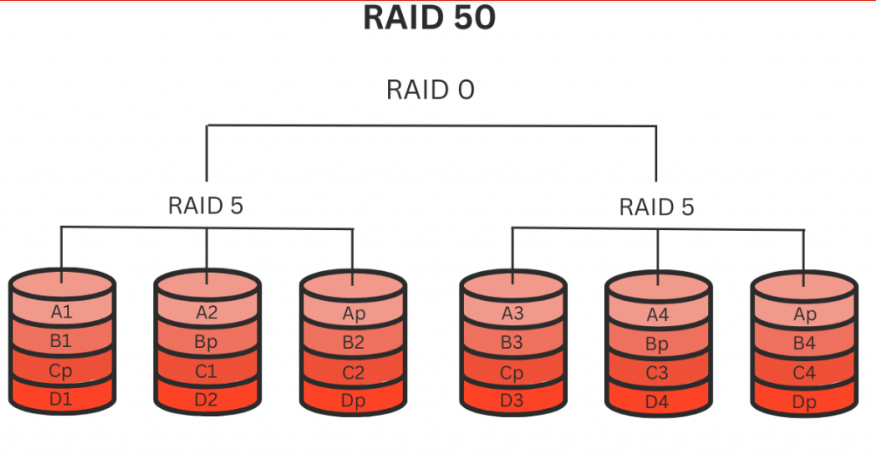 RAID 50
RAID 0
RAID 5
RAID 5
A1 A2 Ap A3 A4 Ap
B1 Bp B2 B3 Bp B4
Cp C1 C2 Cp C3 C4
D1 D2 Dp D3 D4 Dp